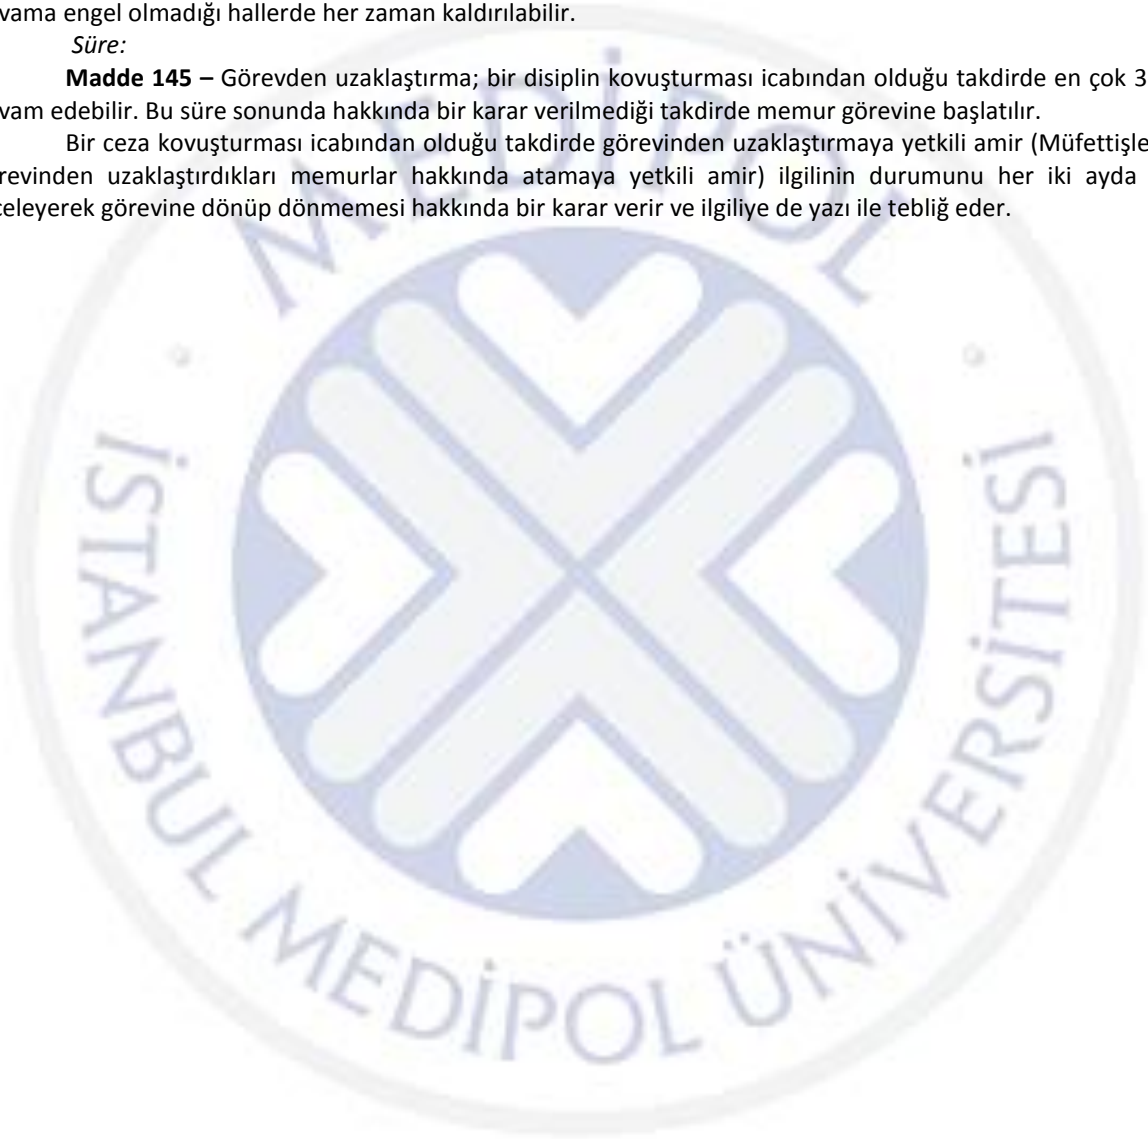 vama engel olmadığı hallerde her zaman kaldırılabilir.
Süre:
Madde 145 – Görevden uzaklaştırma; bir disiplin kovuşturması icabından olduğu takdirde en çok 3
vam edebilir. Bu süre sonunda hakkında bir karar verilmediği takdirde memur görevine başlatılır.
Bir ceza kovuşturması icabından olduğu takdirde görevinden uzaklaştırmaya yetkili amir (Müfettişle
revinden uzaklaştırdıkları memurlar hakkında atamaya yetkili amir) ilgilinin durumunu her iki ayda
celeyerek görevine dönüp dönmemesi hakkında bir karar verir ve ilgiliye de yazı ile tebliğ eder.
MEDİPOL
İSTANBUL MEDİPOL ÜNİVERSİTESİ